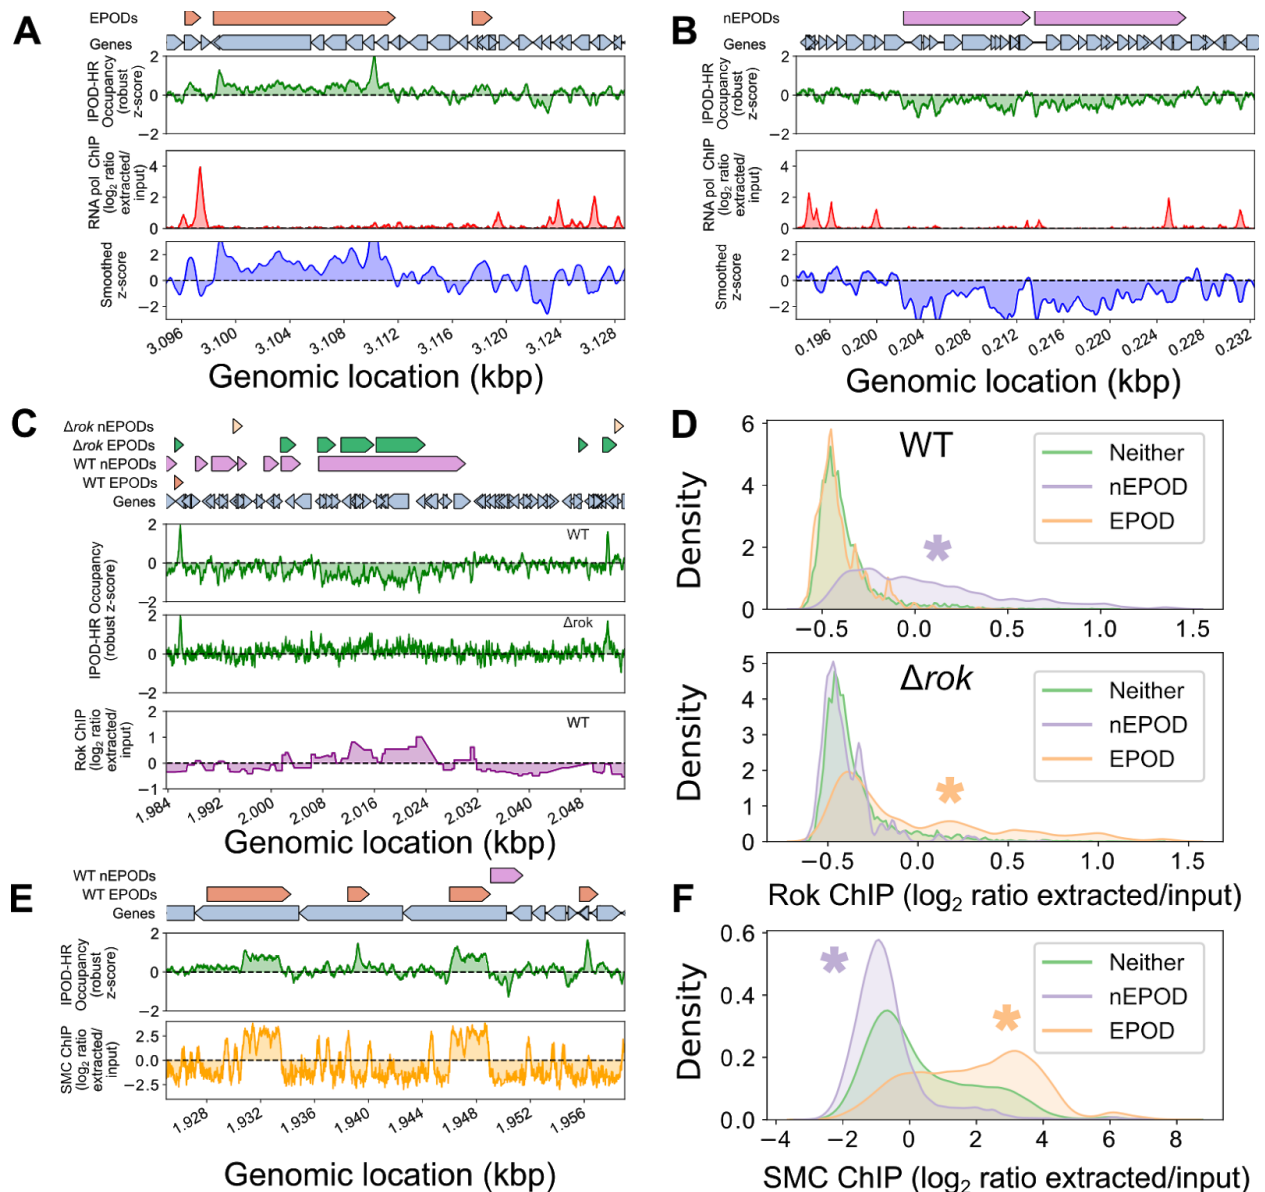 A
EPODs
Genes
IPOD-HR
Occupancy
(robust
z-score)
2
0
−2
RNA pol ChIP
(log2 ratio
extracted/
input)
4
2
0
Smoothed
z-score
2
0
−2
3.096 3.100 3.104 3.108 3.112 3.116 3.120 3.124 3.128
Genomic location (kbp)
B
nEPODs
Genes
IPOD-HR
Occupancy
(robust
z-score)
2
0
−2
RNA pol ChIP
(log2 ratio
extracted/
input)
4
2
0
Smoothed
z-score
2
0
−2
0.196 0.200 0.204 0.208 0.212 0.216 0.220 0.224 0.228 0.232
Genomic location (kbp)
C
Δrok nEPODs
Δrok EPODs
WT nEPODs
WT EPODs
Genes
IPOD-HR Occupancy
(robust z-score)
2
0
−2
WT
2
0
−2
Δrok
Rok ChIP
(log2 ratio
extracted/
input)
2
1
0
−1
WT
1.984 1.992 2.000 2.008 2.016 2.024 2.032 2.040 2.048
Genomic location (kbp)
D
WT
Density
6
4
2
0
Neither
nEPOD
EPOD
*
−0.5 0.0 0.5 1.0 1.5
Δrok
Density
5
4
3
2
1
0
Neither
nEPOD
EPOD
*
−0.5 0.0 0.5 1.0 1.5
Rok ChIP (log2 ratio extracted/input)
E
WT nEPODs
WT EPODs
Genes
IPOD-HR
Occupancy
(robust
z-score)
2
0
−2
SMC ChIP
(log2 ratio
extracted/
input)
2.5
0.0
−2.5
1.928 1.932 1.936 1.940 1.944 1.948 1.952 1.956
Genomic location (kbp)
F
Density
0.6
0.4
0.2
0.0
*
*
Neither
nEPOD
EPOD
−4 −2 0 2 4 6 8
SMC ChIP (log2 ratio extracted/input)